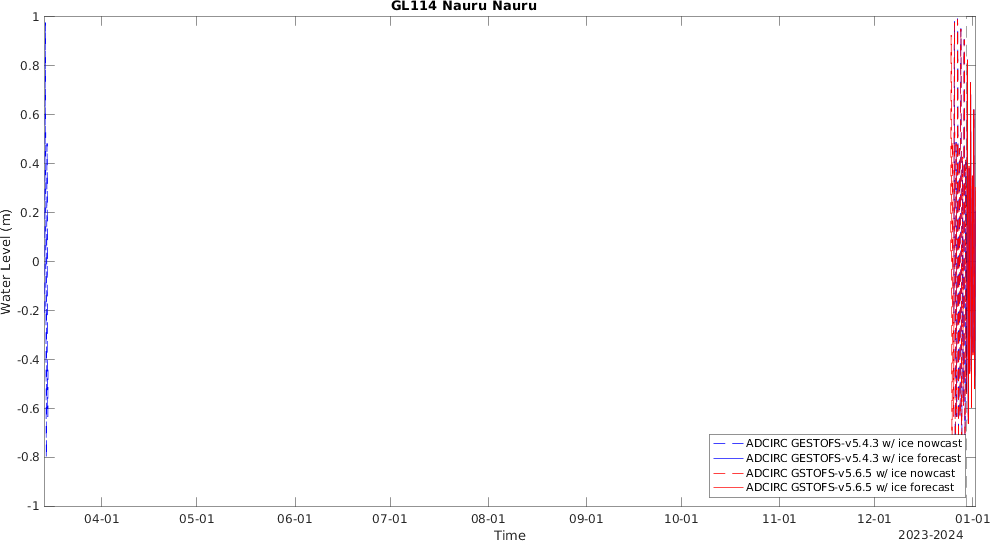 GL114 Nauru Nauru
1
0.8
0.6
0.4
0.2
0
-0.2
-0.4
-0.6
-0.8
-1
Water Level (m)
ADCIRC GESTOFS-v5.4.3 w/ ice nowcast
ADCIRC GESTOFS-v5.4.3 w/ ice forecast
ADCIRC GSTOFS-v5.6.5 w/ ice nowcast
ADCIRC GSTOFS-v5.6.5 w/ ice forecast
04-01 05-01 06-01 07-01 08-01 09-01 10-01 11-01 12-01 01-01
Time
2023-2024